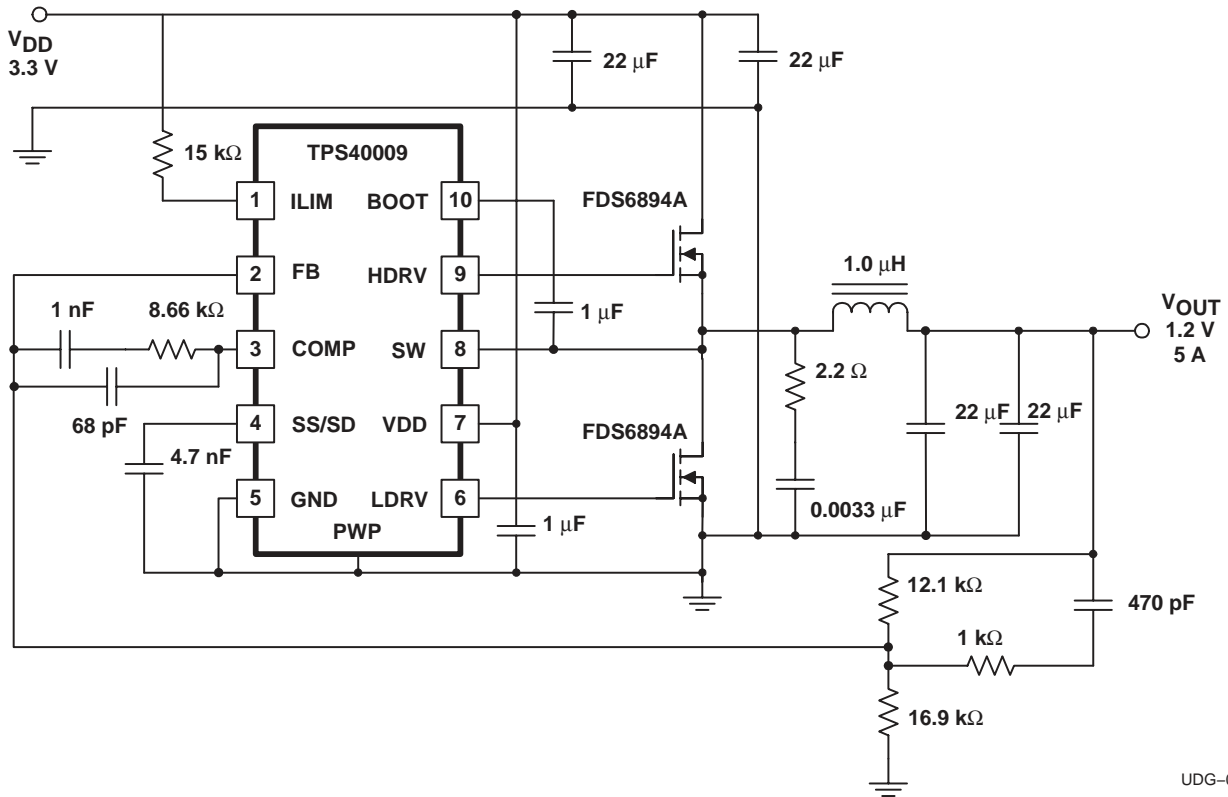 VDD
3.3 V
22 μF
22 μF
15 kΩ
TPS40009
1 ILIM BOOT 10
FDS6894A
2 FB HDRV 9
1.0 μH
1 nF
8.66 kΩ
1 μF
VOUT
1.2 V
5 A
3 COMP SW 8
2.2 Ω
68 pF
4 SS/SD VDD 7
FDS6894A
22 μF
22 μF
4.7 nF
5 GND LDRV 6
0.0033 μF
PWP
1 μF
12.1 kΩ
470 pF
1 kΩ
16.9 kΩ